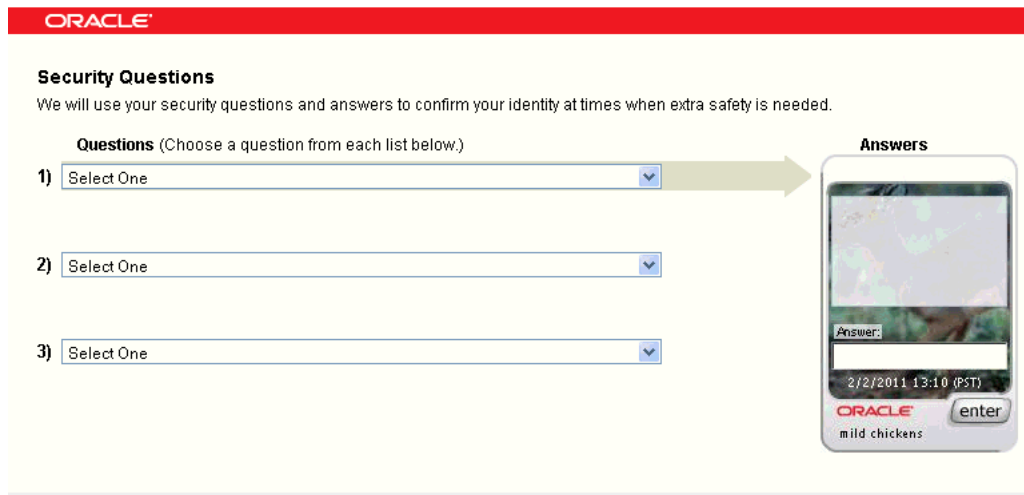 ORACLE
Security Questions
We will use your security questions and answers to confirm your identity at times when extra safety is needed.
Questions (Choose a question from each list below.)
Answers
1) Select One
2) Select One
3) Select One
Answer:
2/2/2011 13:10 (PST)
ORACLE
enter
mild chickens